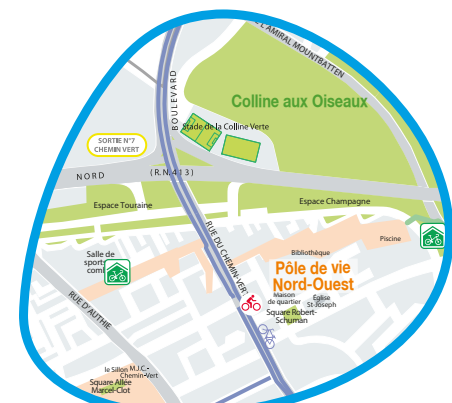 L'AMIRAL MOUNTBATTEN
BOULEVARD
Colline aux Oiseaux
Stade de la Colline Verte
SORTIE N°7
CHEMIN VERT
NORD
(R.N.413)
Espace Touraine
Espace Champagne
RUE DU CHEMIN-VERT
Piscine
Bibliothèque
Salle de
sports
com
Pôle de vie
Nord-Ouest
Maison
de quartier
Église
St-Joseph
Square Robert-
Schuman
RUE D'AUTHIE
le Sillon
M.J.C.-
Chemin-Vert
Square Allée
Marcel-Clot